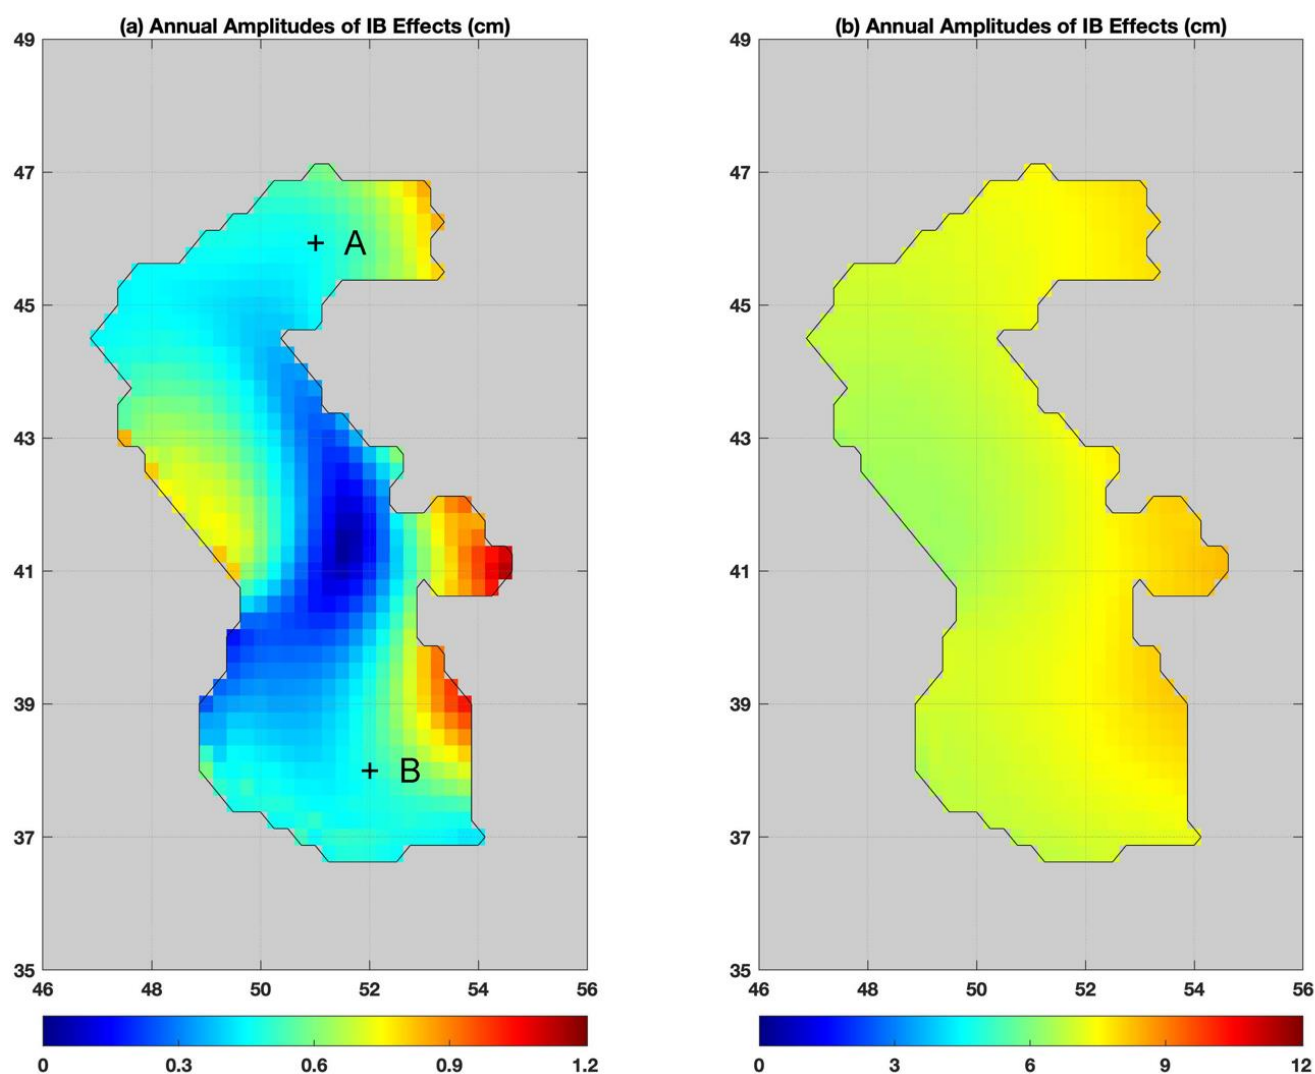 (a) Annual Amplitudes of IB Effects (cm)
49
47
45
43
41
39
37
35
46 48 50 52 54 56
A
B
0 0.3 0.6 0.9 1.2
(b) Annual Amplitudes of IB Effects (cm)
49
47
45
43
41
39
37
35
46 48 50 52 54 56
0 3 6 9 12